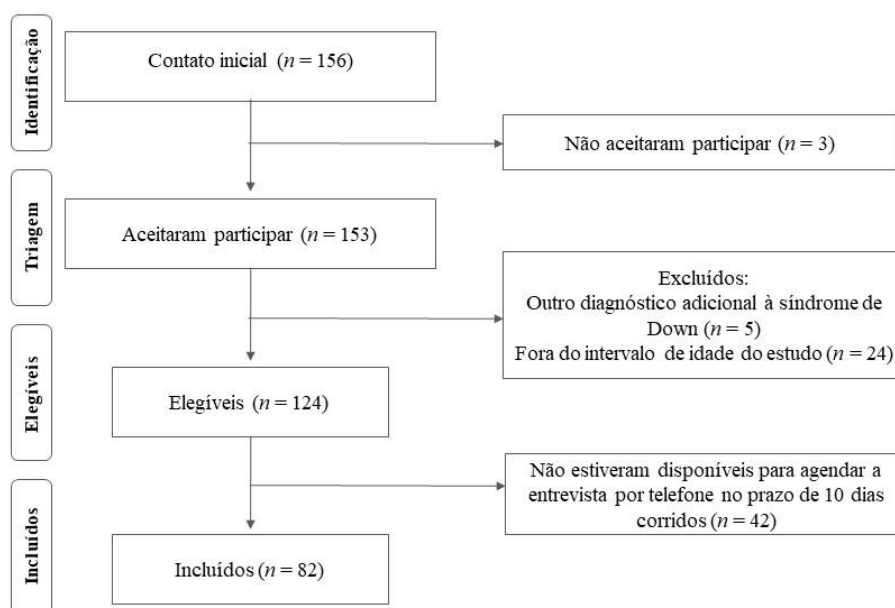 Identificação
Contato inicial (n = 156)
Não aceitaram participar (n = 3)
Triagem
Aceitaram participar (n = 153)
Excluídos:
Outro diagnóstico adicional à síndrome de
Down (n = 5)
Fora do intervalo de idade do estudo (n = 24)
Elegíveis
Elegíveis (n = 124)
Não estiveram disponíveis para agendar a
entrevista por telefone no prazo de 10 dias
corridos (n = 42)
Incluídos
Incluídos (n = 82)